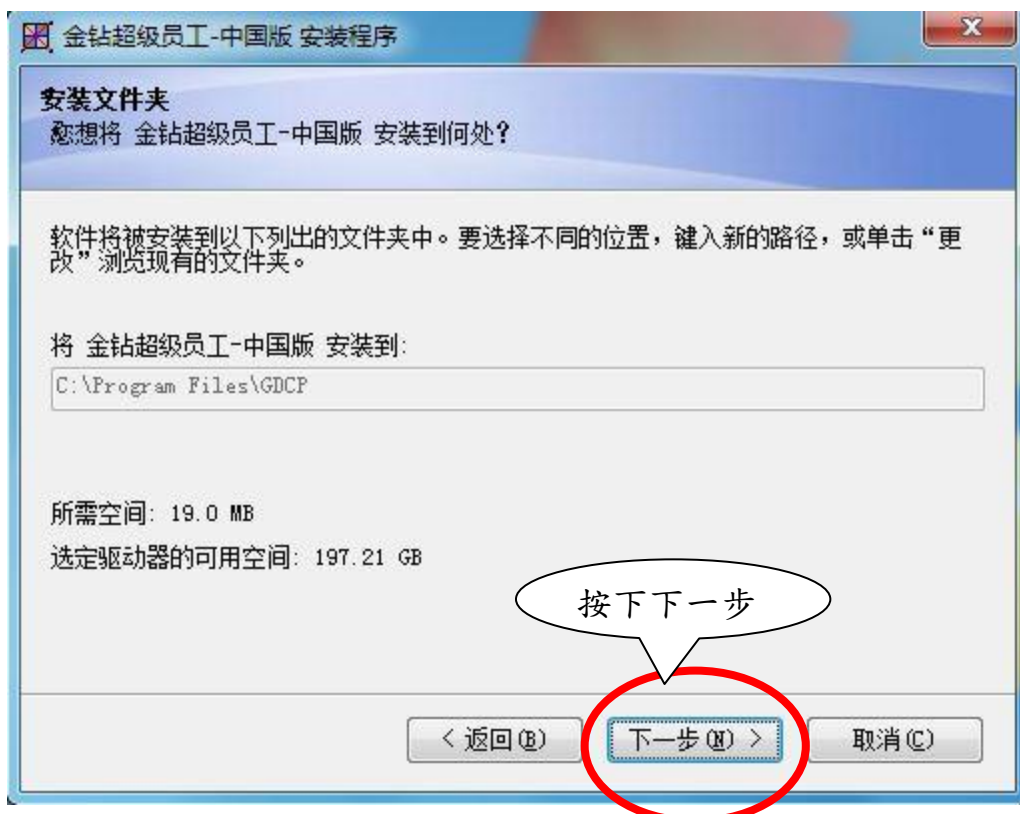 金钻超级员工-中国版 安装程序
安装文件夹
您想将 金钻超级员工-中国版 安装到何处?
软件将被安装到以下列出的文件夹中。要选择不同的位置，键入新的路径，或单击“更
改”浏览现有的文件夹。
将 金钻超级员工-中国版 安装到:
C:\Program Files\GDCP
所需空间: 19.0 MB
选定驱动器的可用空间: 197.21 GB
按下下一步
< 返回(B)
下一步(N) >
取消(C)